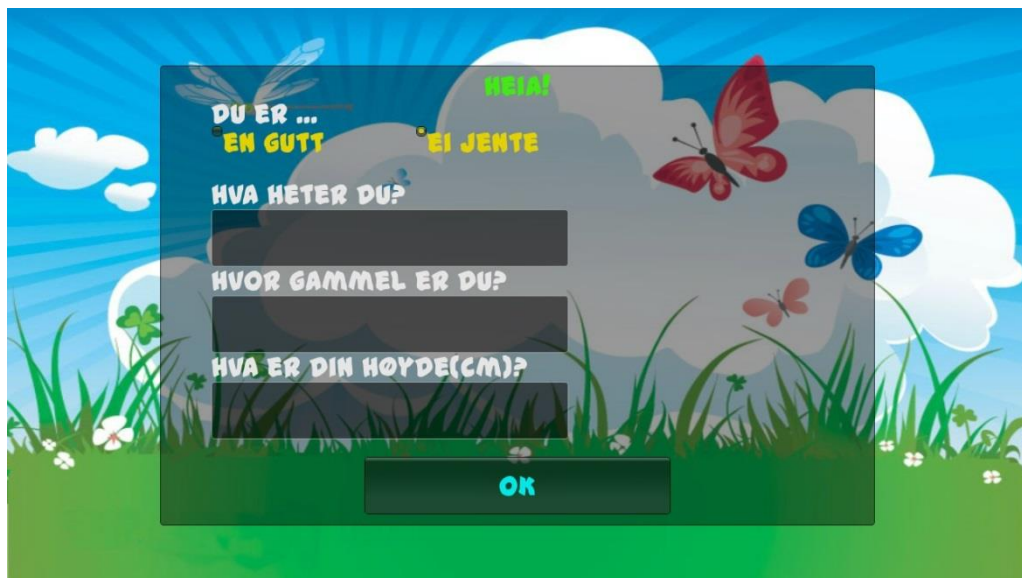 HEIA!
DU ER ...
EN GUTT EI JENTE
HVA HETER DU?
HVOR GAMMEL ER DU?
HVA ER DIN HØYDE(CM)?
OK